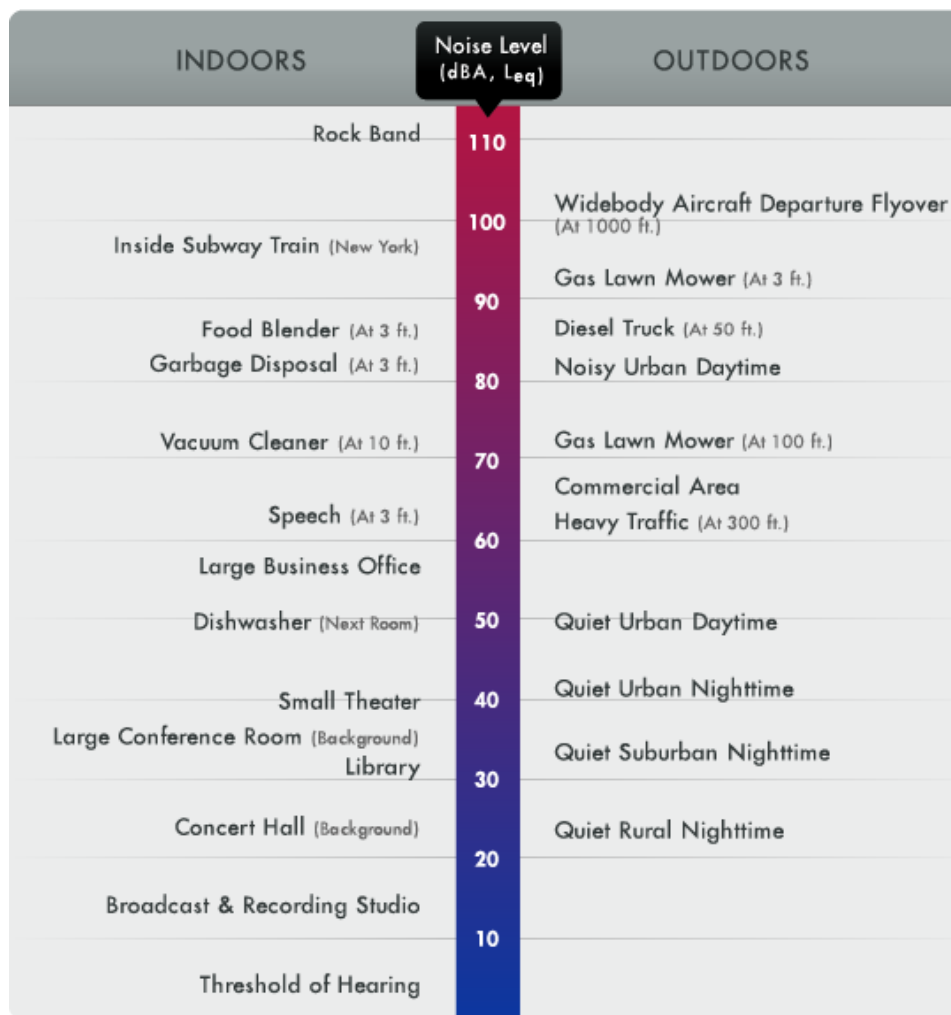 INDOORS
Noise Level
(dBA, Leq)
OUTDOORS
Rock Band
110
Widebody Aircraft Departure Flyover
(At 1000 ft.)
100
Inside Subway Train (New York)
Gas Lawn Mower (At 3 ft.)
90
Food Blender (At 3 ft.)
Diesel Truck (At 50 ft.)
Garbage Disposal (At 3 ft.)
Noisy Urban Daytime
80
Vacuum Cleaner (At 10 ft.)
Gas Lawn Mower (At 100 ft.)
70
Commercial Area
Speech (At 3 ft.)
Heavy Traffic (At 300 ft.)
60
Large Business Office
Dishwasher (Next Room)
50
Quiet Urban Daytime
Quiet Urban Nighttime
Small Theater
40
Large Conference Room (Background)
Quiet Suburban Nighttime
Library
30
Concert Hall (Background)
Quiet Rural Nighttime
20
Broadcast & Recording Studio
10
Threshold of Hearing